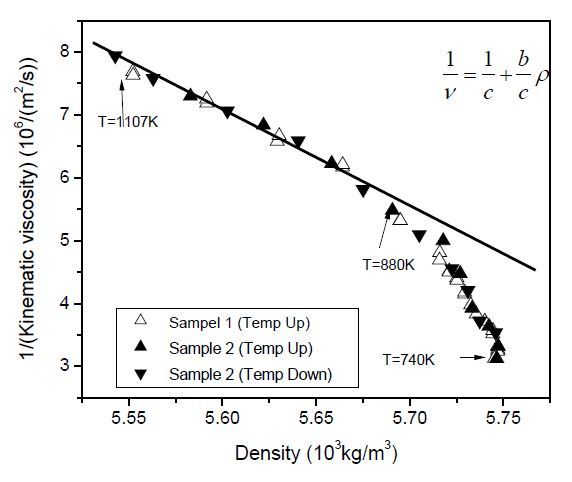 8
7
6
5
4
3
1/(Kinematic viscosity) (10⁶/(m²/s))
1/ν = 1/c + b/c ρ
T=1107K
T=880K
T=740K
Sampel 1 (Temp Up)
Sample 2 (Temp Up)
Sample 2 (Temp Down)
5.55 5.60 5.65 5.70 5.75
Density (10³kg/m³)